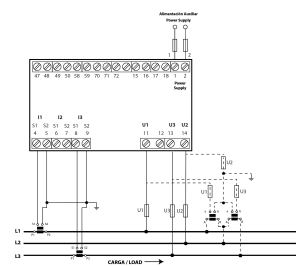 Alimentación Auxiliar
Power Supply
1 2
47 48 49 50 58 59 70 71 72 15 16 17 18 1 2
Power
Supply
I1 I2 I3 U1 U3 U2
S1 S2 S1 S2 S1 S2
4 5 6 7 8 9 11 12 13 14
U2
U1 U3
U1 U3 U2
L1
L2
L3
CARGA / LOAD